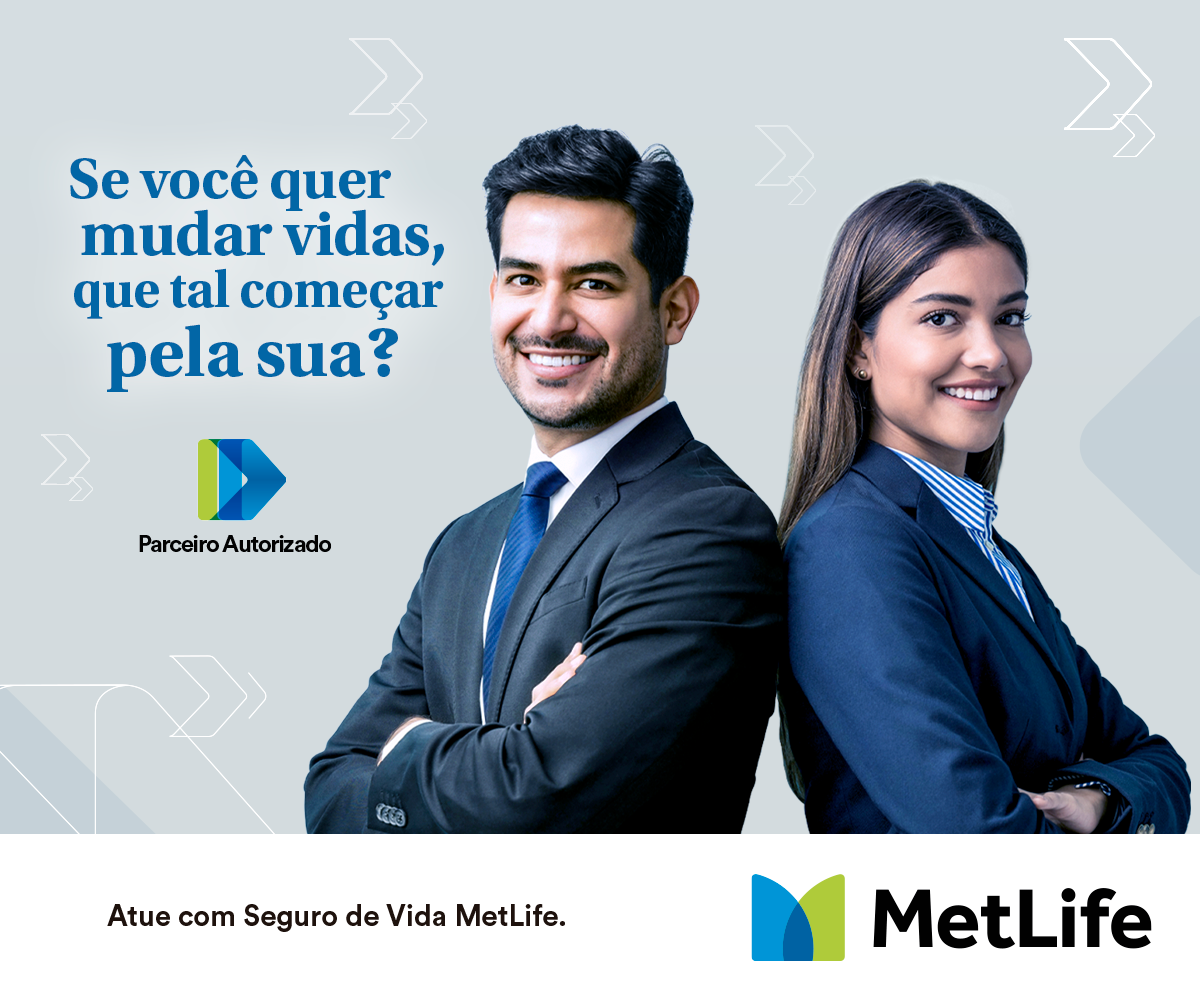 Se você quer
mudar vidas,
que tal começar
pela sua?
Parceiro Autorizado
Atue com Seguro de Vida MetLife.
MetLife